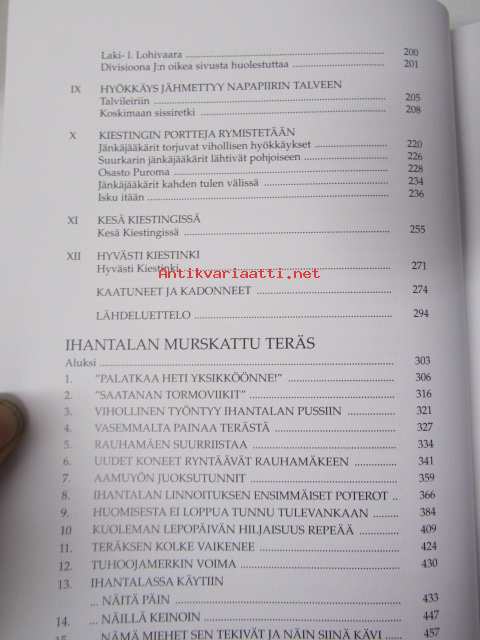 Laki- l. Lohivaara ... 200
Divisioona J:n oikea sivusta huolestuttaa ... 201
IX HYÖKKÄYS JÄHMETTYY NAPAPIIRIN TALVEEN
Talvileiriin ... 205
Koskimaan sissiretki ... 208
X KIESTINGIN PORTTEJA RYMISTETÄÄN
Jänkäjääkärit torjuvat vihollisen hyökkäykset ... 220
Suurkarin jänkäjääkärit lähtivät pohjoiseen ... 226
Osasto Puroma ... 228
Jänkäjääkärit kahden tulen välissä ... 234
Isku itään ... 236
XI KESÄ KIESTINGISSÄ
Kesä Kiestingissä ... 255
XII HYVÄSTI KIESTINKI
Hyvästi Kiestinki ... 271
Antikvariaatti.net
KAATUNEET JA KADONNEET ... 274
LÄHDELUETTELO ... 294
IHANTALAN MURSKATTU TERÄS
Aluksi ... 303
1. "PALATKAA HETI YKSIKKÖÖNNE!" ... 306
2. "SAATANAN TORMOVIIKIT" ... 316
3. VIHOLLINEN TYÖNTYY IHANTALAN PUSSIIN ... 321
4. VASEMMALTA PAINAA TERÄSTÄ ... 327
5. RAUHAMÄEN SUURRIISTAA ... 334
6. UUDET KONEET RYNTÄÄVÄT RAUHAMÄKEEN ... 341
7. AAMUYÖN JUOKSUTUNNIT ... 359
8. IHANTALAN LINNOITUKSEN ENSIMMÄISET POTEROT .. 366
9. HUOMISESTA EI LOPPUA TUNNU TULEVANKAAN ... 384
10 KUOLEMAN LEPOPÄIVÄN HILJAISUUS REPEÄÄ ... 409
11. TERÄKSEN KOLKE VAIKENEE ... 424
12. TUHOOJAMERKIN VOIMA ... 430
13. IHANTALASSA KÄYTIIN
... NÄITÄ PÄIN ... 433
14. ... NÄILLÄ KEINOIN ... 447
15. NÄMÄ MIEHET SEN TEKIVÄT JA NÄIN SIINÄ KÄVI ... 457